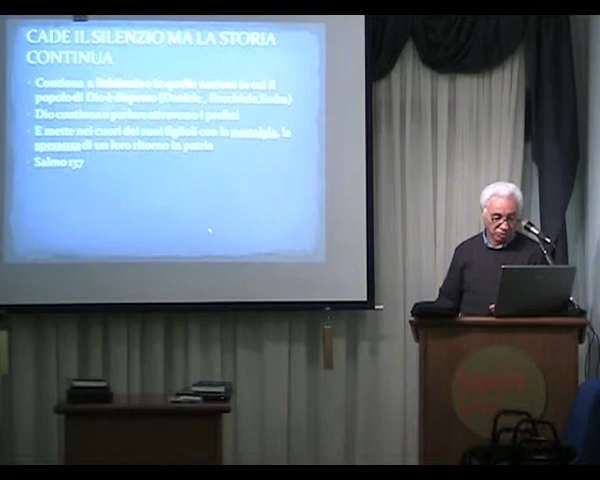 CADE IL SILENZIO MA LA STORIA
CONTINUA
Continua a Babilonia e in quelle nazioni in cui il
popolo di Dio è disperso (Daniele , Ezechiele, Esdra)
Dio continua a parlare attraverso i profeti
E mette nei cuori dei suoi figlioli con la nostalgia, la
speranza di un loro ritorno in patria
Salmo 137